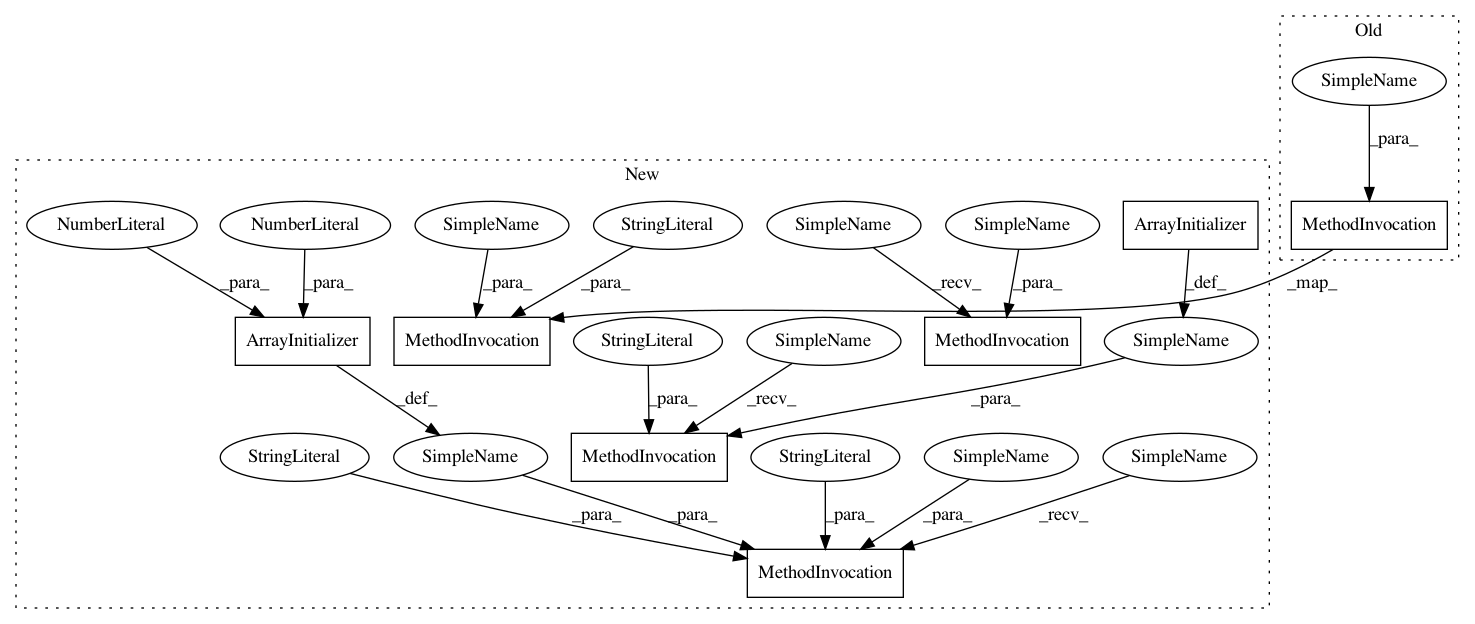 Old
SimpleName
_para_
New
NumberLiteral
NumberLiteral
SimpleName
StringLiteral
SimpleName
SimpleName
ArrayInitializer
MethodInvocation
_para_
_para_
_para_
_para_
_recv_
_para_
_def_
_map_
ArrayInitializer
MethodInvocation
StringLiteral
SimpleName
MethodInvocation
SimpleName
_def_
_para_
_recv_
_para_
StringLiteral
SimpleName
MethodInvocation
StringLiteral
SimpleName
SimpleName
_para_
_para_
_para_
_para_
_recv_
MethodInvocation